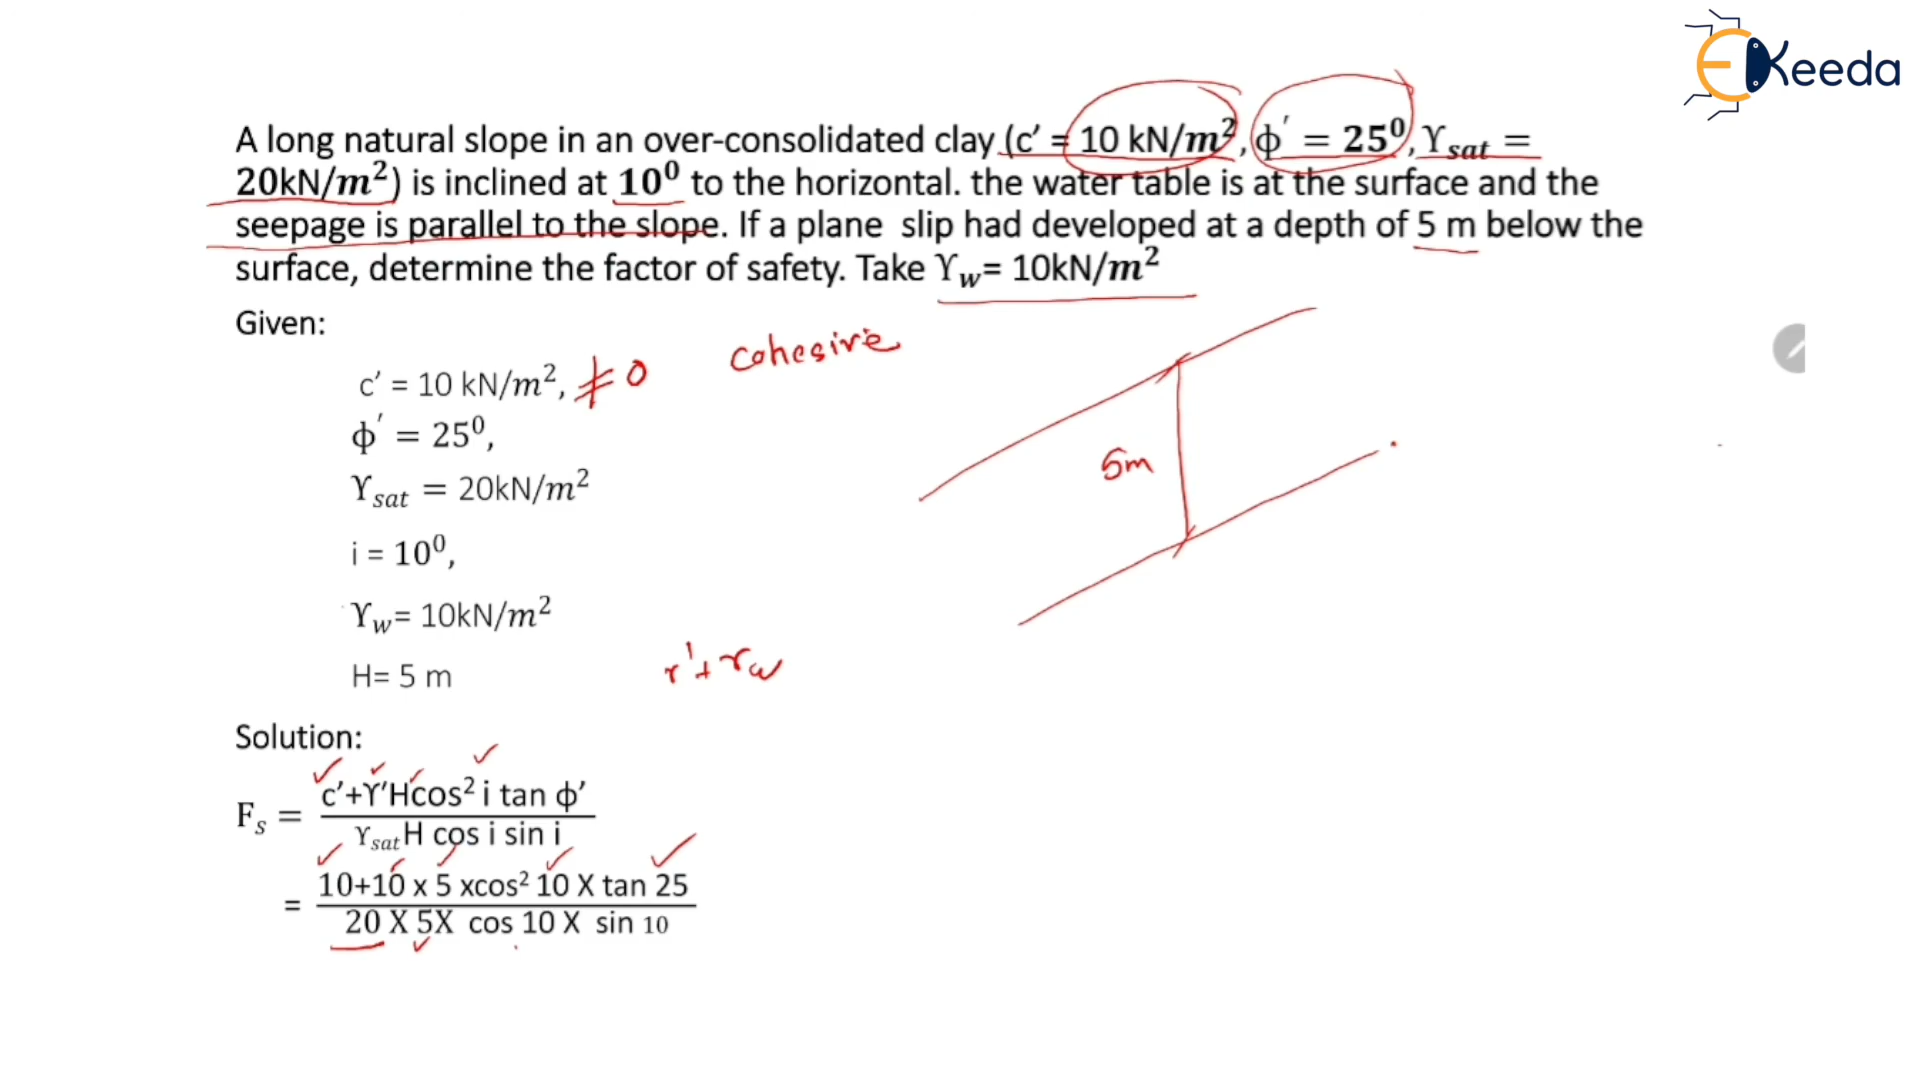 EKeeda
A long natural slope in an over-consolidated clay (c′ = 10 kN/m², ϕ′ = 25⁰, ϒsat =
20kN/m²) is inclined at 10⁰ to the horizontal. the water table is at the surface and the
seepage is parallel to the slope. If a plane slip had developed at a depth of 5 m below the
surface, determine the factor of safety. Take ϒw= 10kN/m²
Given:
cohesive
c′ = 10 kN/m², ≠0
ϕ′ = 25⁰,
5m
ϒsat = 20kN/m²
i = 10⁰,
ϒw= 10kN/m²
H= 5 m
r'+rω
Solution:
Fs = c′+ϒ′Hcos² i tan ϕ′
ϒsatH cos i sin i
= 10+10 x 5 xcos² 10 X tan 25
20 X 5X cos 10 X sin 10